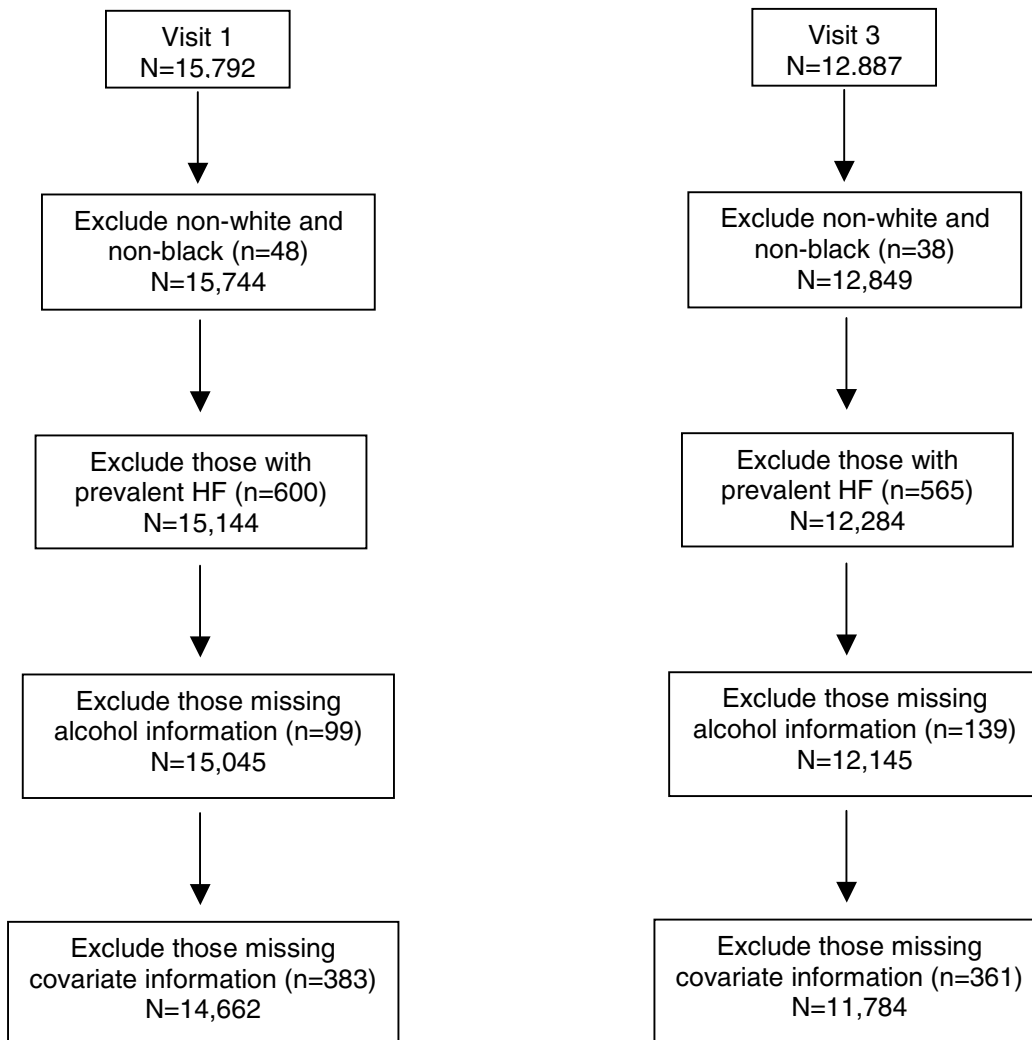 Visit 1
N=15,792
Exclude non-white and
non-black (n=48)
N=15,744
Exclude those with
prevalent HF (n=600)
N=15,144
Exclude those missing
alcohol information (n=99)
N=15,045
Exclude those missing
covariate information (n=383)
N=14,662
Visit 3
N=12.887
Exclude non-white and
non-black (n=38)
N=12,849
Exclude those with
prevalent HF (n=565)
N=12,284
Exclude those missing
alcohol information (n=139)
N=12,145
Exclude those missing
covariate information (n=361)
N=11,784